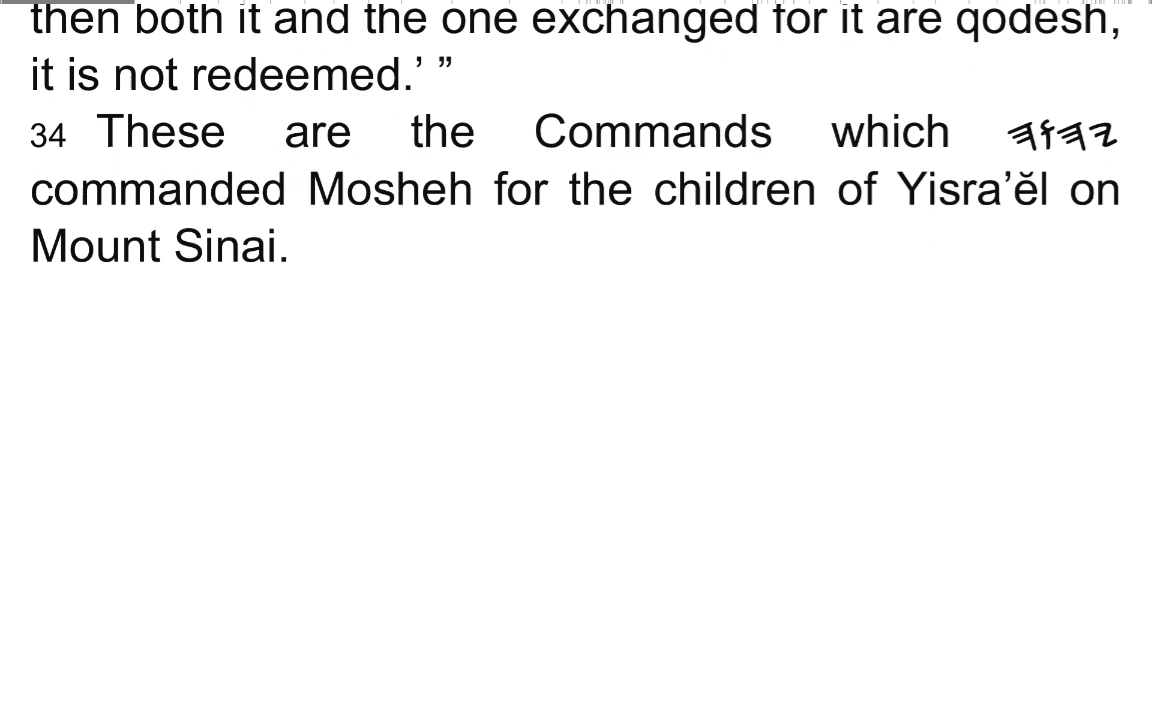 then both it and the one exchanged for it are qodesh,
it is not redeemed.’ ”
34 These are the Commands which 𐤉𐤄𐤅𐤄
commanded Mosheh for the children of Yisra’ĕl on
Mount Sinai.